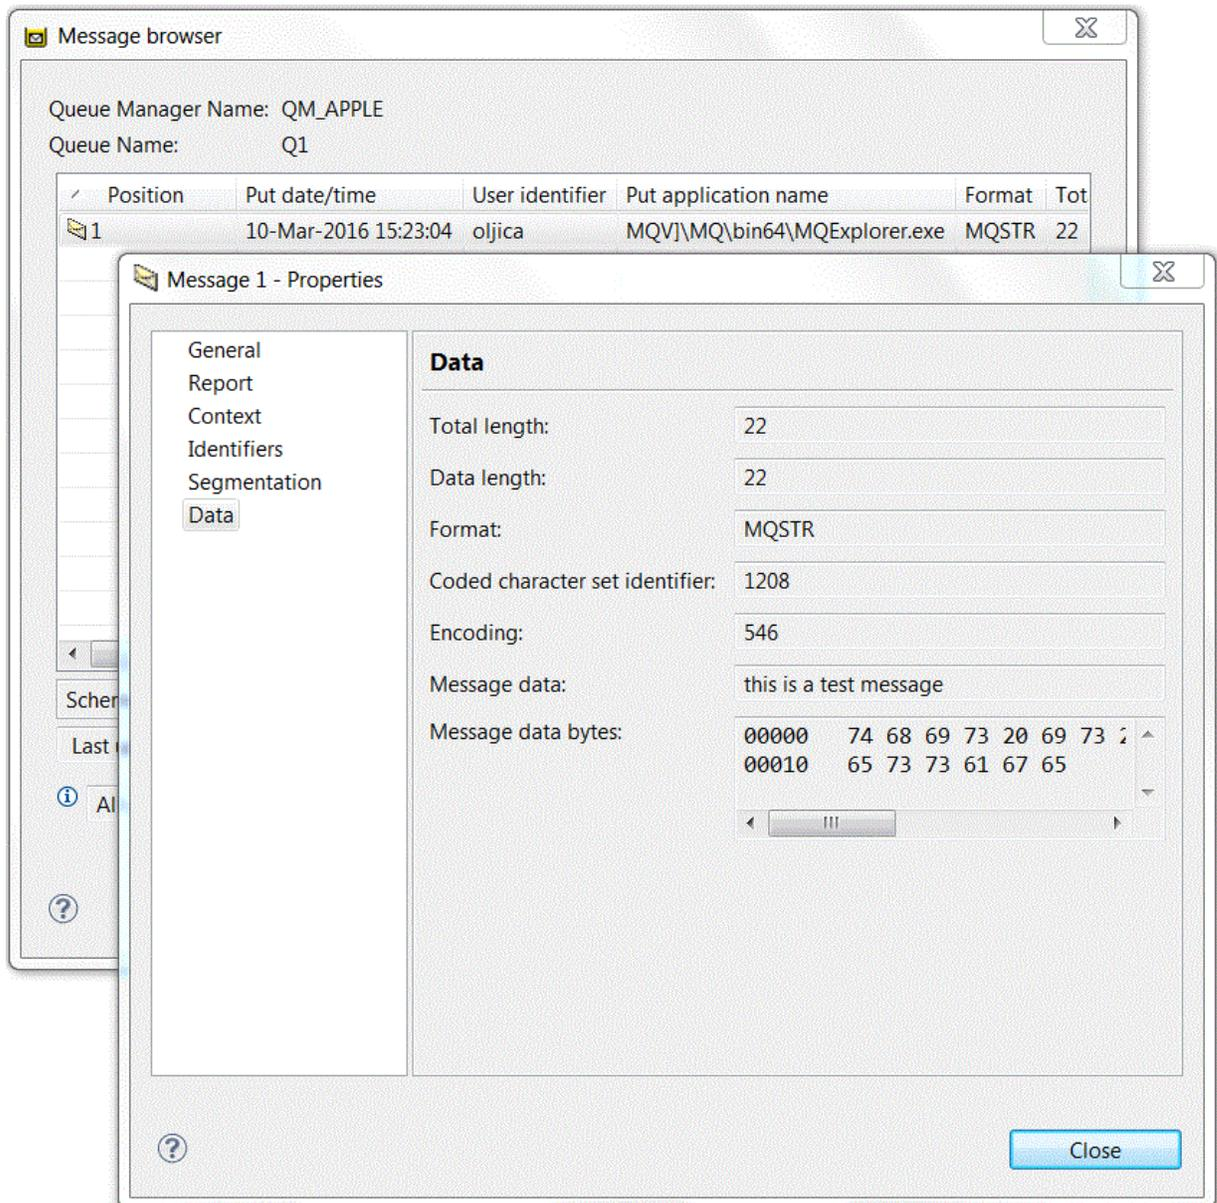 Message browser
Queue Manager Name: QM_APPLE
Queue Name: Q1
Position Put date/time User identifier Put application name Format Tot
1 10-Mar-2016 15:23:04 oljica MQV]\MQ\bin64\MQExplorer.exe MQSTR 22
Message 1 - Properties
General
Report
Context
Identifiers
Segmentation
Data
Data
Total length: 22
Data length: 22
Format: MQSTR
Coded character set identifier: 1208
Encoding: 546
Message data: this is a test message
Message data bytes:
00000 74 68 69 73 20 69 73
00010 65 73 73 61 67 65
Scher
Last
Al
Close